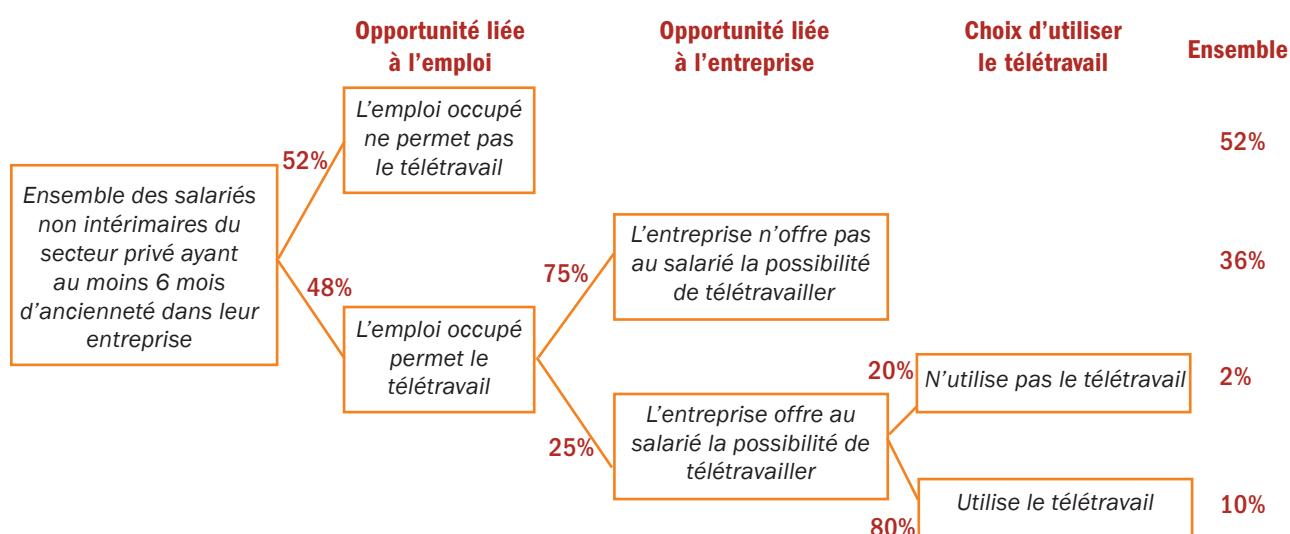 Opportunité liée
à l'emploi
Opportunité liée
à l'entreprise
Choix d'utiliser
le télétravail
Ensemble
L'emploi occupé
ne permet pas
le télétravail
52%
52%
Ensemble des salariés
non intérimaires du
secteur privé ayant
au moins 6 mois
d'ancienneté dans leur
entreprise
48%
L'emploi occupé
permet le
télétravail
75%
L'entreprise n'offre pas
au salarié la possibilité
de télétravailler
36%
25%
L'entreprise offre au
salarié la possibilité de
télétravailler
20%
N'utilise pas le télétravail
2%
80%
Utilise le télétravail
10%